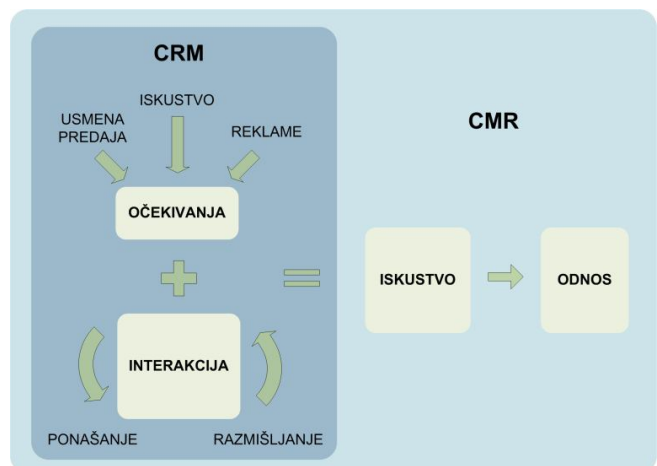 CRM
ISKUSTVO
USMENA
PREDAJA
REKLAME
OČEKIVANJA
+
=
INTERAKCIJA
PONAŠANJE
RAZMIŠLJANJE
CMR
ISKUSTVO
ODNOS